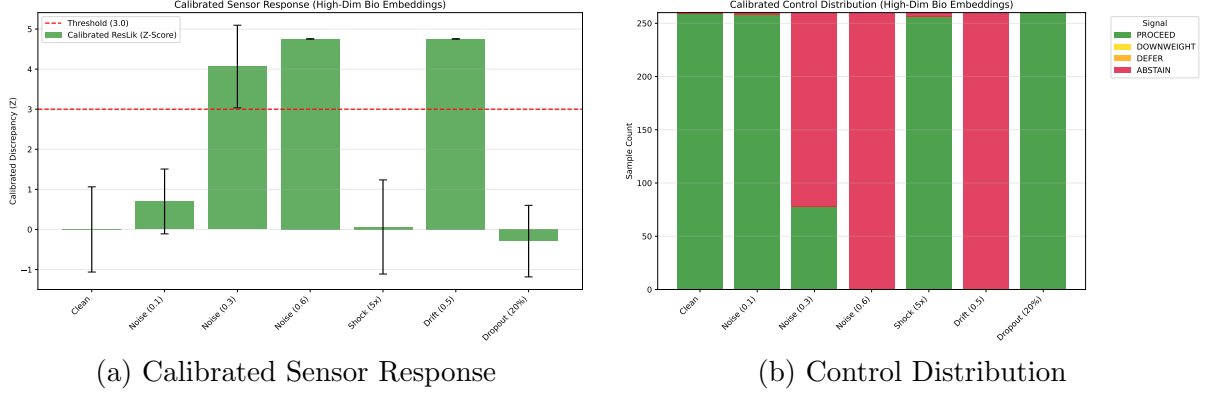 Calibrated Sensor Response (High-Dim Bio Embeddings)
Threshold (3.0)
Calibrated ResLik (Z-Score)
Calibrated Discrepancy (Z)
5
4
3
2
1
0
−1
Clean
Noise (0.1)
Noise (0.3)
Noise (0.6)
Shock (5x)
Drift (0.5)
Dropout (20%)
(a) Calibrated Sensor Response
Calibrated Control Distribution (High-Dim Bio Embeddings)
Sample Count
250
200
150
100
50
0
Clean
Noise (0.1)
Noise (0.3)
Noise (0.6)
Shock (5x)
Drift (0.5)
Dropout (20%)
Signal
PROCEED
DOWNWEIGHT
DEFER
ABSTAIN
(b) Control Distribution